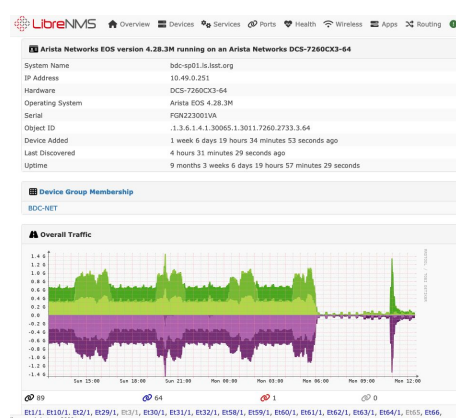 LibreNMS Overview Devices Services Ports Health Wireless Apps Routing
Arista Networks EOS version 4.28.3M running on an Arista Networks DCS-7260CX3-64
System Name bdc-sp01.ls.lsst.org
IP Address 10.49.0.251
Hardware DCS-7260CX3-64
Operating System Arista EOS 4.28.3M
Serial FGN223001VA
Object ID .1.3.6.1.4.1.30065.1.3011.7260.2733.3.64
Device Added 1 week 6 days 19 hours 34 minutes 53 seconds ago
Last Discovered 4 hours 31 minutes 29 seconds ago
Uptime 9 months 3 weeks 6 days 19 hours 57 minutes 29 seconds
Device Group Membership
BDC-NET
Overall Traffic
1.4 G
1.2 G
1.0 G
0.8 G
0.6 G
0.4 G
0.2 G
0.0
-0.2 G
-0.4 G
-0.6 G
-0.8 G
-1.0 G
-1.2 G
-1.4 G
Sun 15:00 Sun 18:00 Sun 21:00 Mon 00:00 Mon 03:00 Mon 06:00 Mon 09:00 Mon 12:00
89 64 1 0
Et1/1, Et10/1, Et2/1, Et29/1, Et3/1, Et30/1, Et31/1, Et32/1, Et58/1, Et59/1, Et60/1, Et61/1, Et62/1, Et63/1, Et64/1, Et65, Et66,